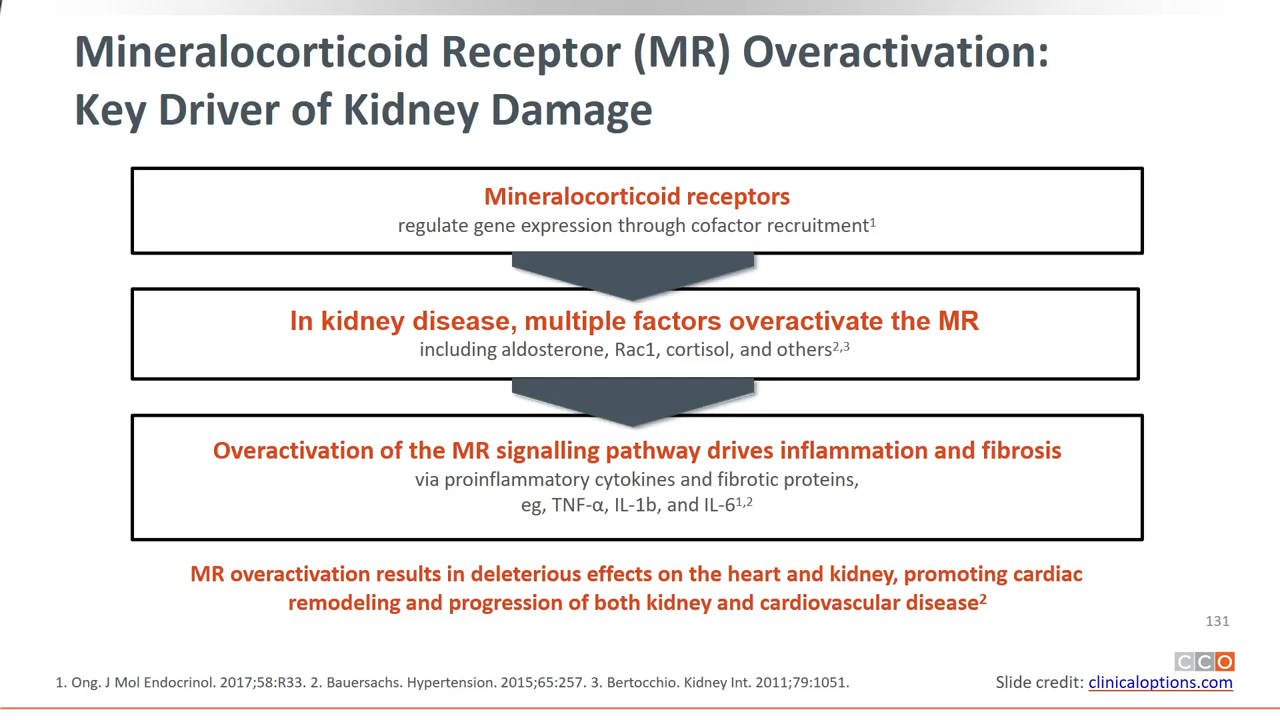 Mineralocorticoid Receptor (MR) Overactivation:
Key Driver of Kidney Damage
Mineralocorticoid receptors
regulate gene expression through cofactor recruitment¹
In kidney disease, multiple factors overactivate the MR
including aldosterone, Rac1, cortisol, and others²,³
Overactivation of the MR signalling pathway drives inflammation and fibrosis
via proinflammatory cytokines and fibrotic proteins,
eg, TNF-α, IL-1b, and IL-6¹,²
MR overactivation results in deleterious effects on the heart and kidney, promoting cardiac
remodeling and progression of both kidney and cardiovascular disease²
131
CCO
1. Ong. J Mol Endocrinol. 2017;58:R33. 2. Bauersachs. Hypertension. 2015;65:257. 3. Bertocchio. Kidney Int. 2011;79:1051.
Slide credit: clinicaloptions.com